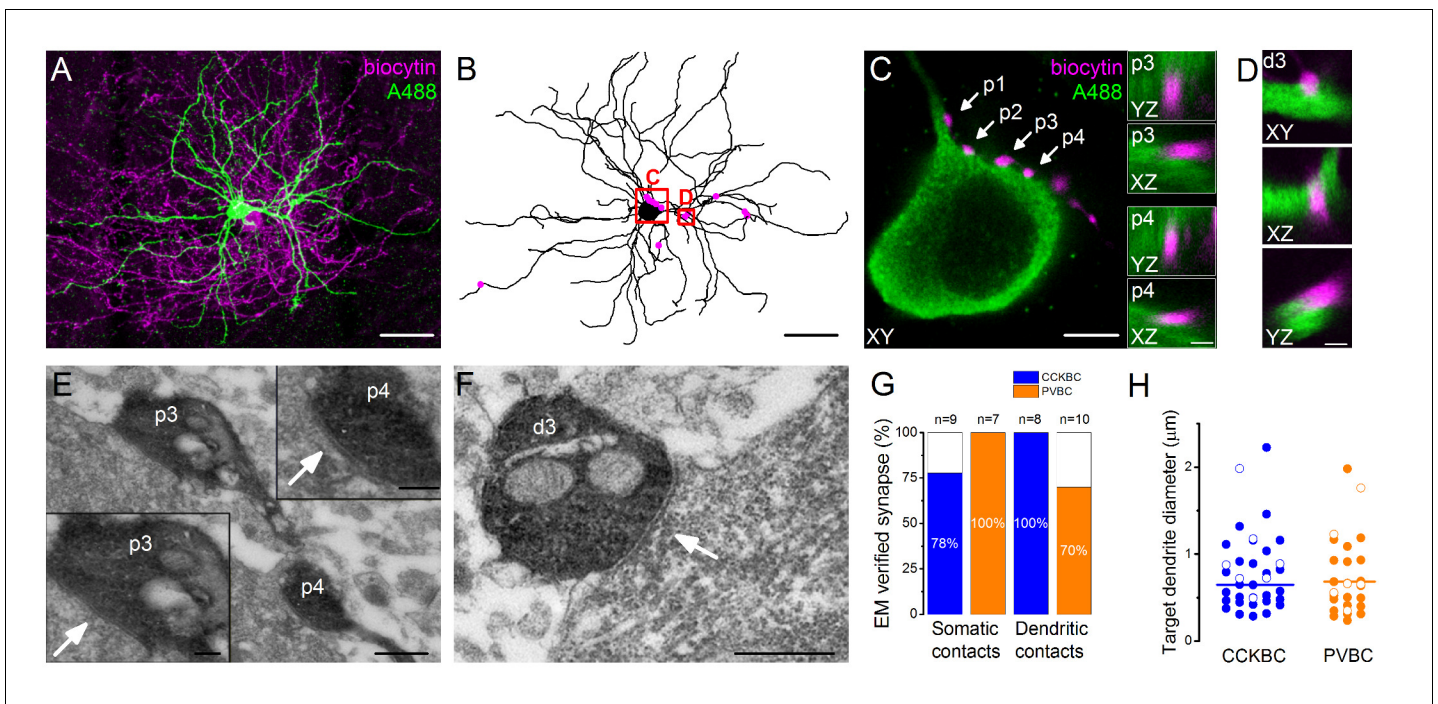 A
biocytin
A488
B
C
D
C
biocytin
A488
p1
p2
p3
p4
XY
p3
YZ
p3
XZ
p4
YZ
p4
XZ
D
d3
XY
XZ
YZ
E
p3
p4
p3
p4
F
d3
G
CCKBC
PVBC
n=9 n=7 n=8 n=10
EM verified synapse (%)
100
75
50
25
0
78%
100%
100%
70%
Somatic contacts
Dendritic contacts
H
Target dendrite diameter (μm)
2
1
0
CCKBC PVBC